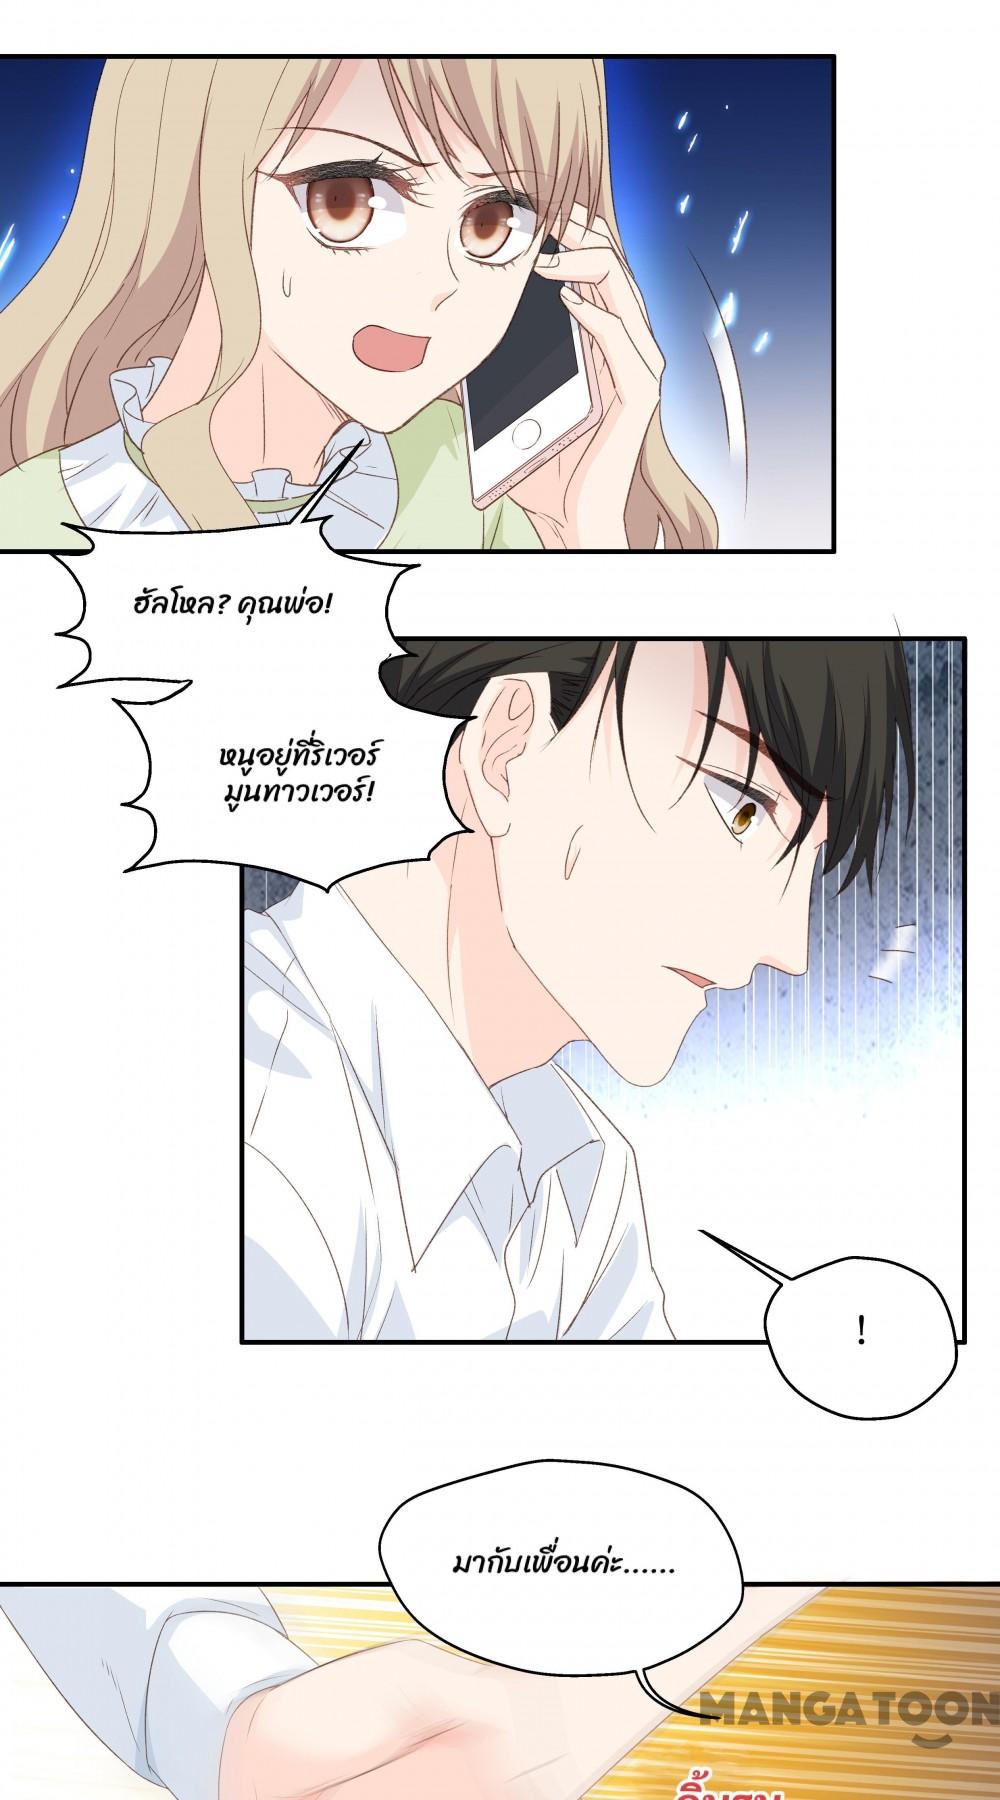 ฮัลโหล? คุณพ่อ!
หนูอยู่ที่ริเวอร์
มูนทาวเวอร์!
!
มากับเพื่อนค่ะ......
MANGATOON